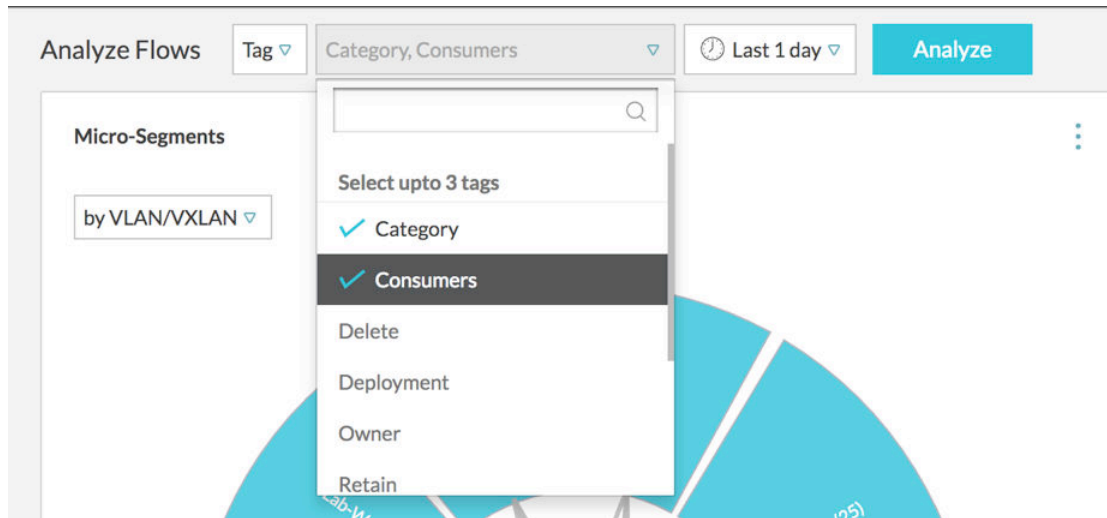 Analyze Flows Tag Category, Consumers Last 1 day Analyze
Micro-Segments
Select upto 3 tags
by VLAN/VXLAN
Category
Consumers
Delete
Deployment
Owner
Retain